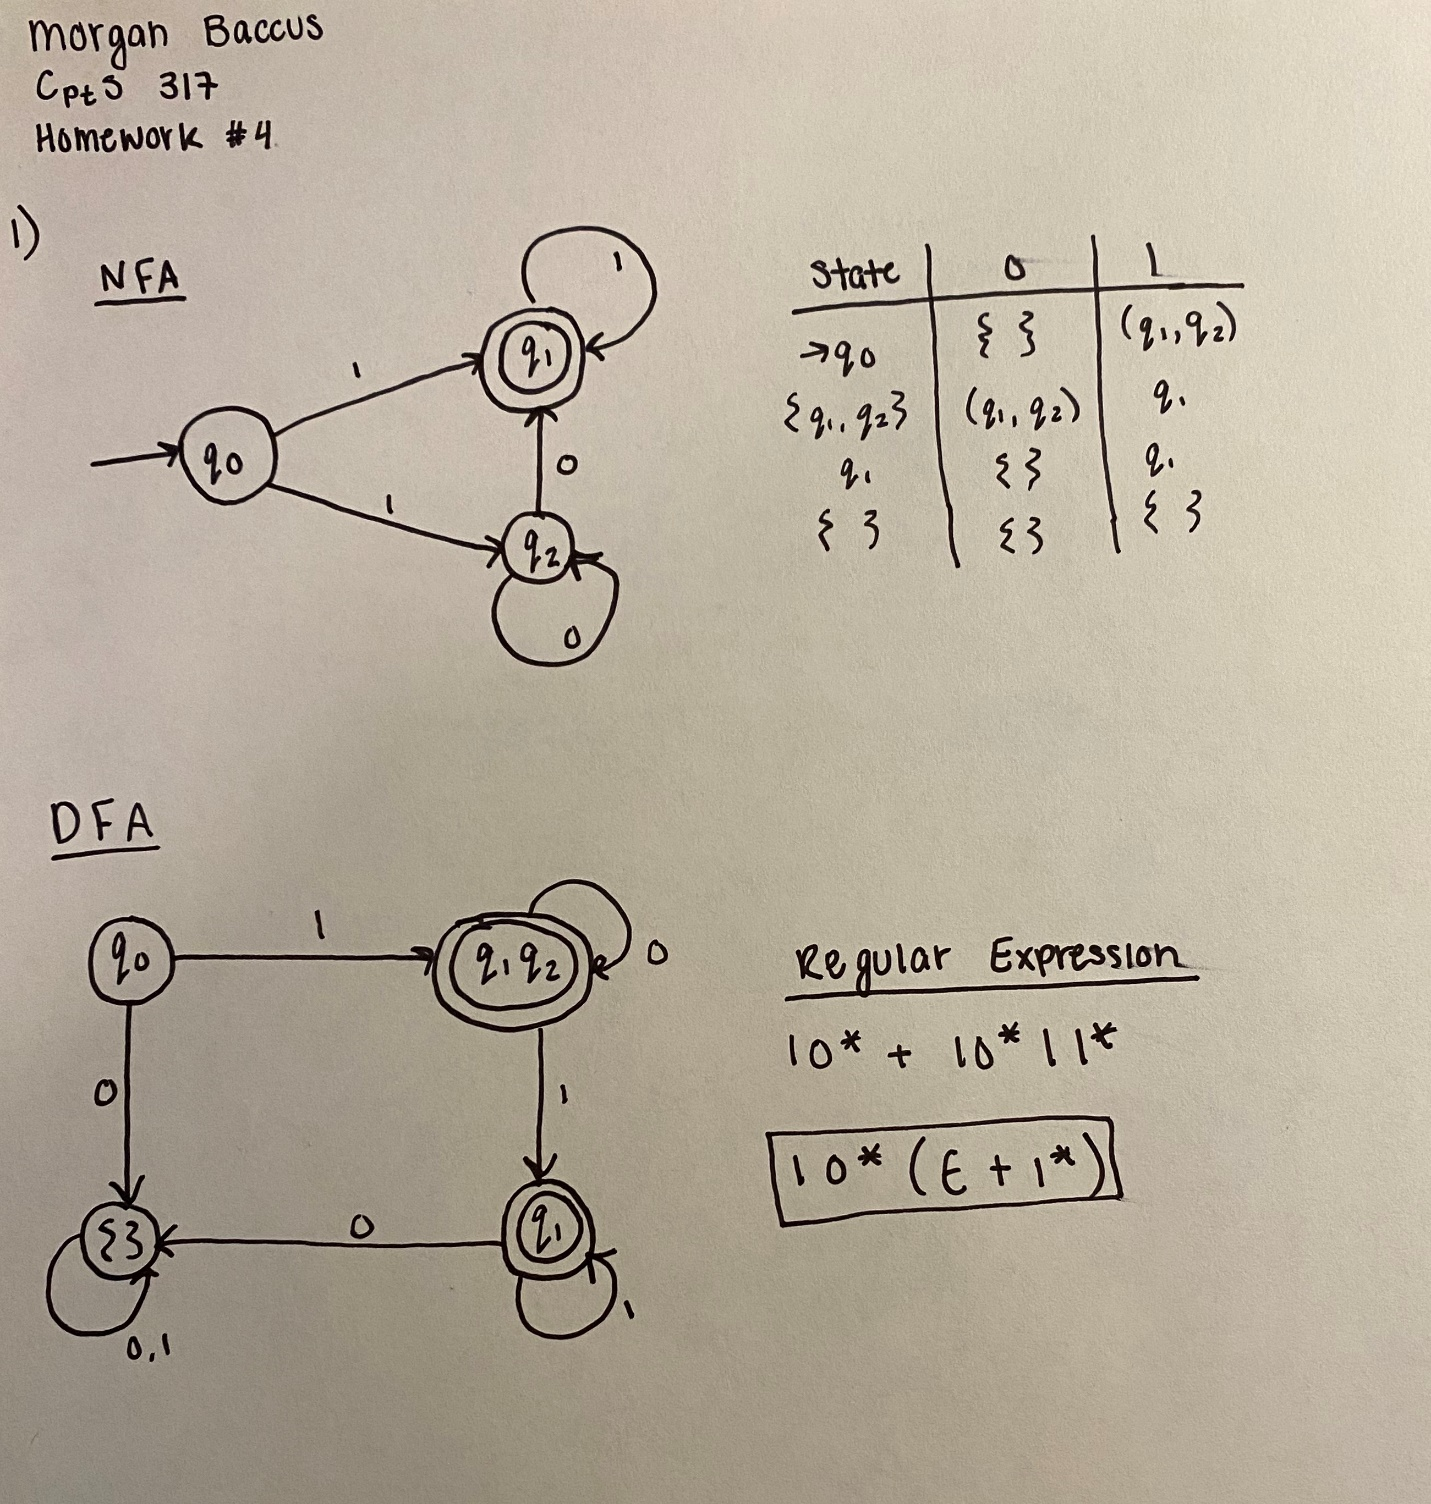 Morgan Baccus
CptS 317
Homework #4
1)
NFA
1
1
q1
1
0
q0
1
q2
0
State 0 1
→q0 { } (q1,q2)
{q1,q2} (q1,q2) q1
q1 { } q1
{ } { } { }
DFA
q0
1
q1q2
0
0
1
{ }
0
q1
0,1
1
Regular Expression
10* + 10*11*
10*(ϵ + 1*)